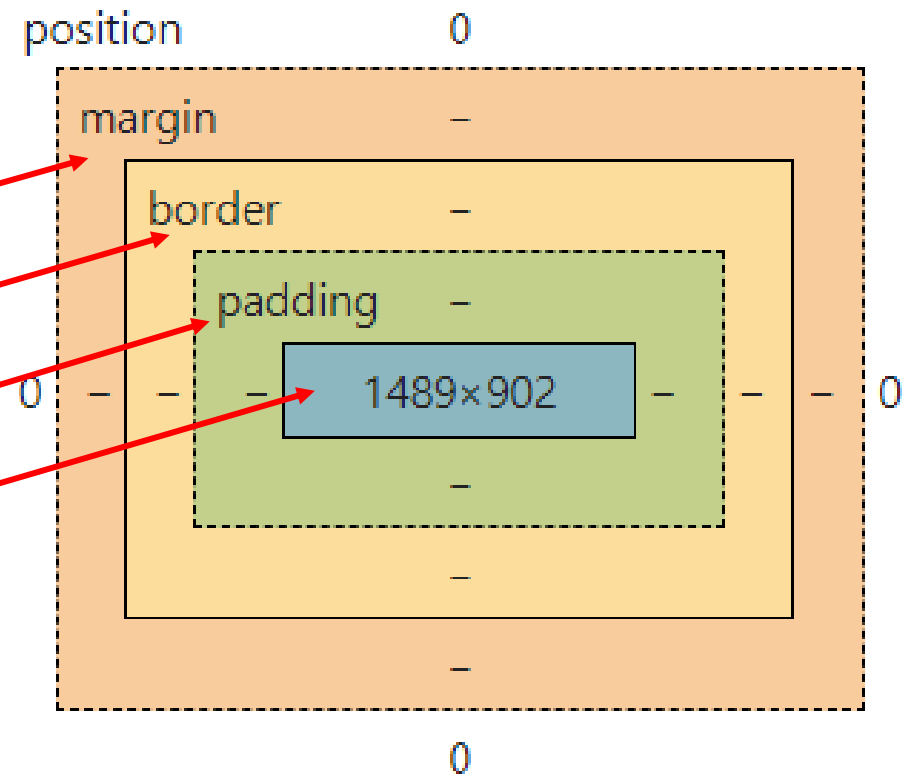 position 0
margin –
border –
padding –
0 – – – 1489×902 – – – 0
–
–
–
0